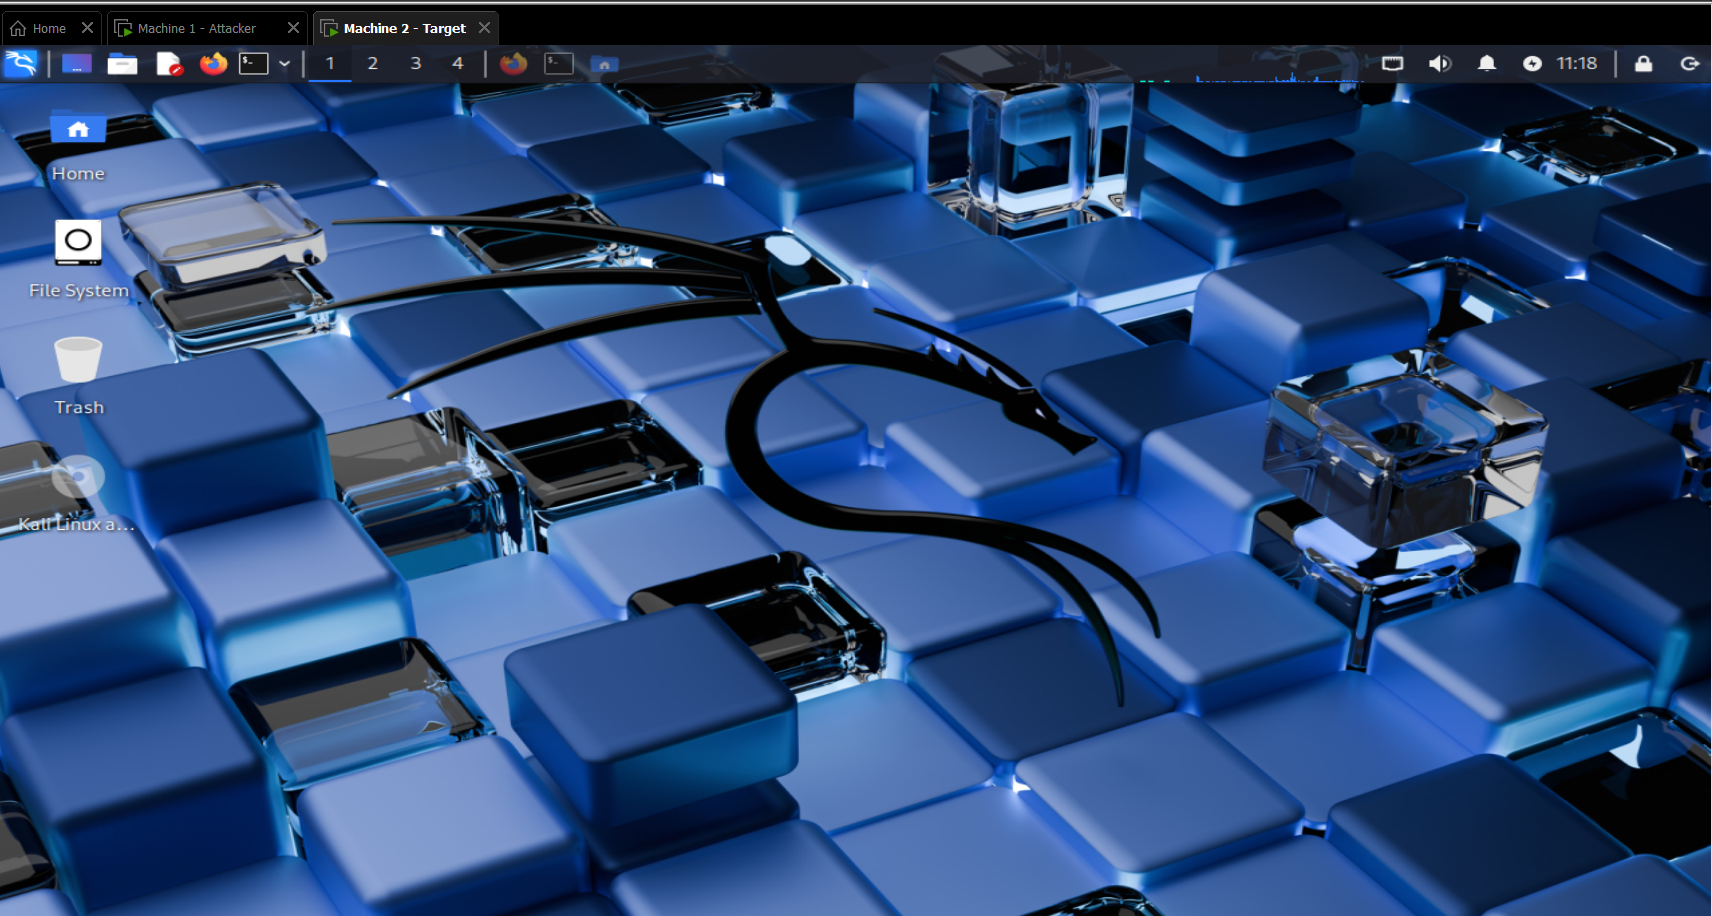 Home
Machine 1 - Attacker
Machine 2 - Target
1 2 3 4
11:18
Home
File System
Trash
Kali Linux a...